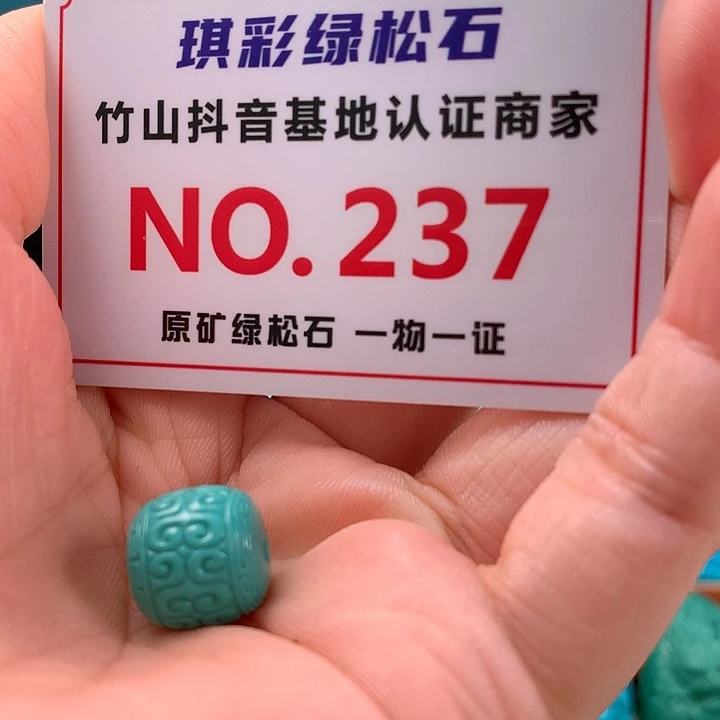 琪彩绿松石
竹山抖音基地认证商家
NO.237
原矿绿松石 一物一证